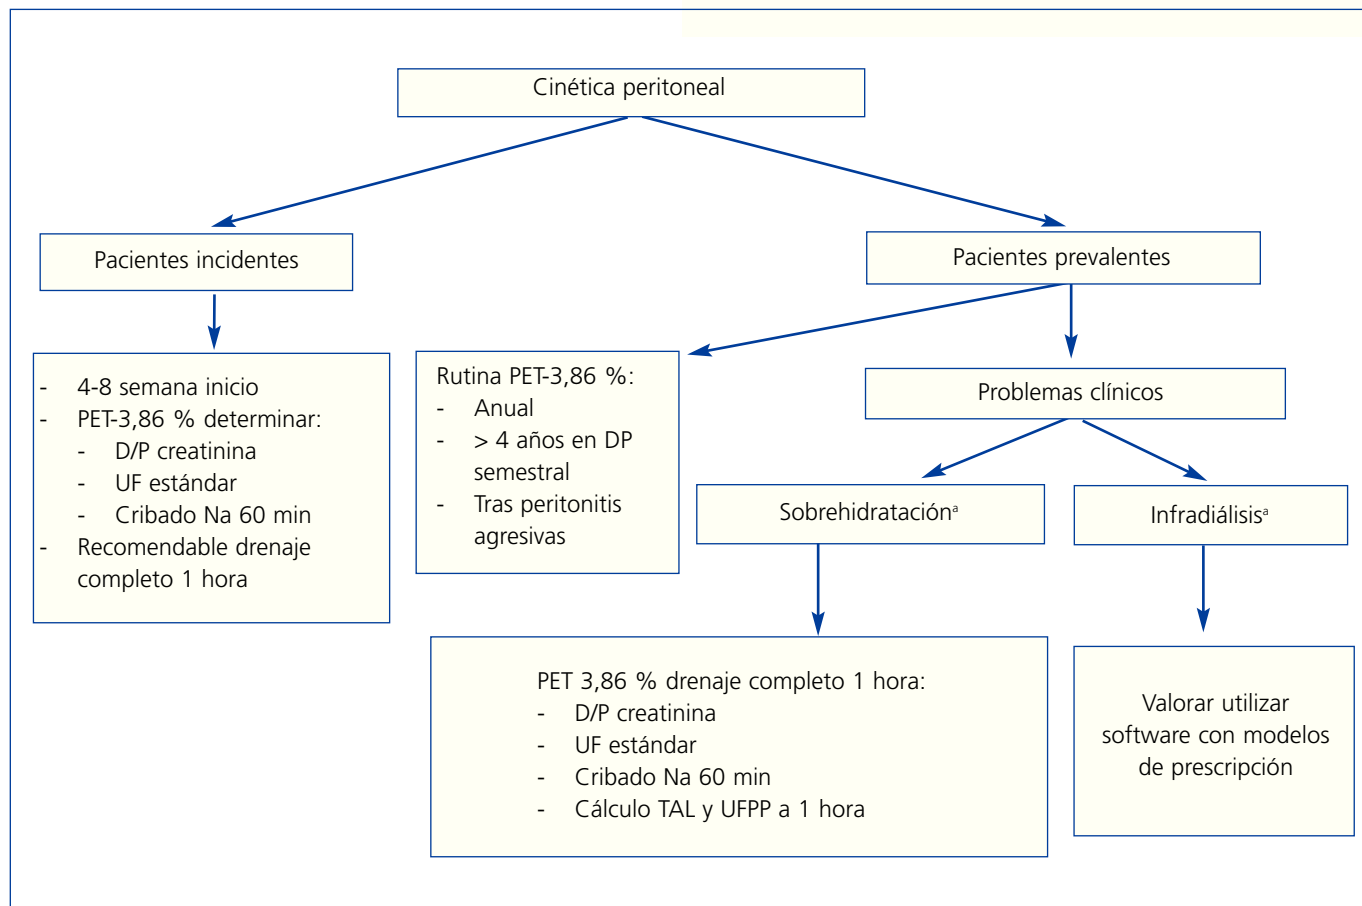 Cinética peritoneal
Pacientes incidentes
Pacientes prevalentes
- 4-8 semana inicio
- PET-3,86 % determinar:
- D/P creatinina
- UF estándar
- Cribado Na 60 min
- Recomendable drenaje
completo 1 hora
Rutina PET-3,86 %:
- Anual
- > 4 años en DP
semestral
- Tras peritonitis
agresivas
Problemas clínicos
Sobrehidrataciónᵃ
Infradiálisisᵃ
PET 3,86 % drenaje completo 1 hora:
- D/P creatinina
- UF estándar
- Cribado Na 60 min
- Cálculo TAL y UFPP a 1 hora
Valorar utilizar
software con modelos
de prescripción